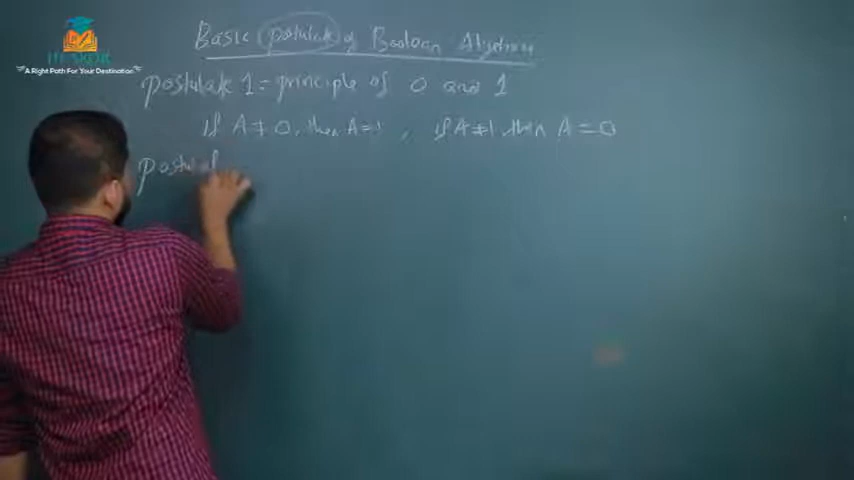 Basic postulate of Boolean Algebra
A Right Path For Your Destination
postulate 1 = principle of 0 and 1
if A ≠ 0, then A=1 , if A ≠ 1, then A = 0
postul